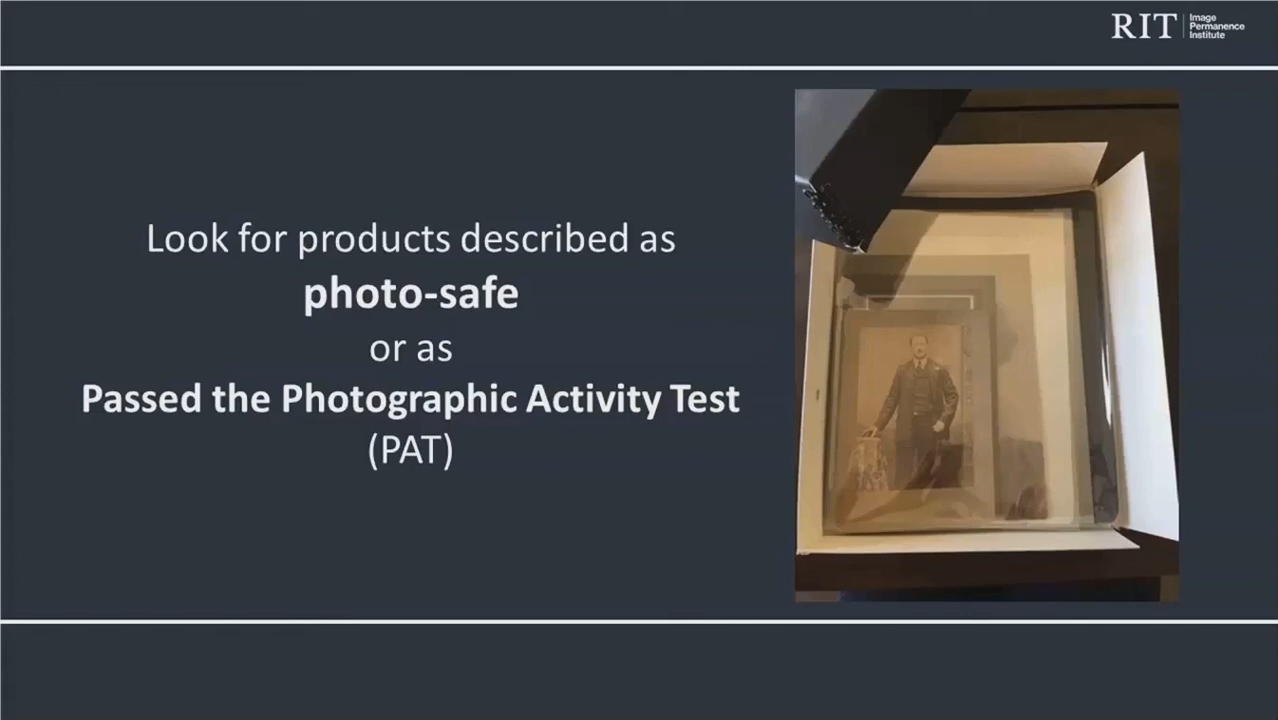 RIT
Image
Permanence
Institute
Look for products described as
photo-safe
or as
Passed the Photographic Activity Test
(PAT)